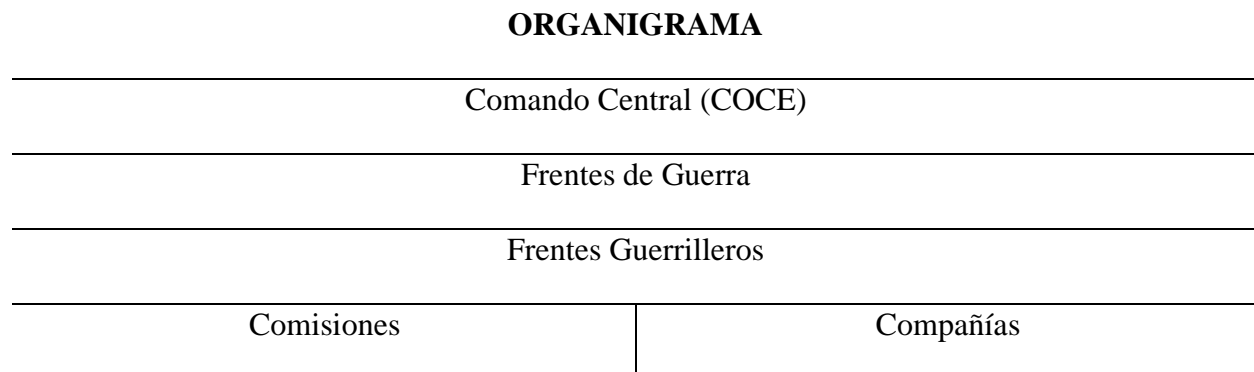 ORGANIGRAMA
Comando Central (COCE)
Frentes de Guerra
Frentes Guerrilleros
Comisiones
Compañías